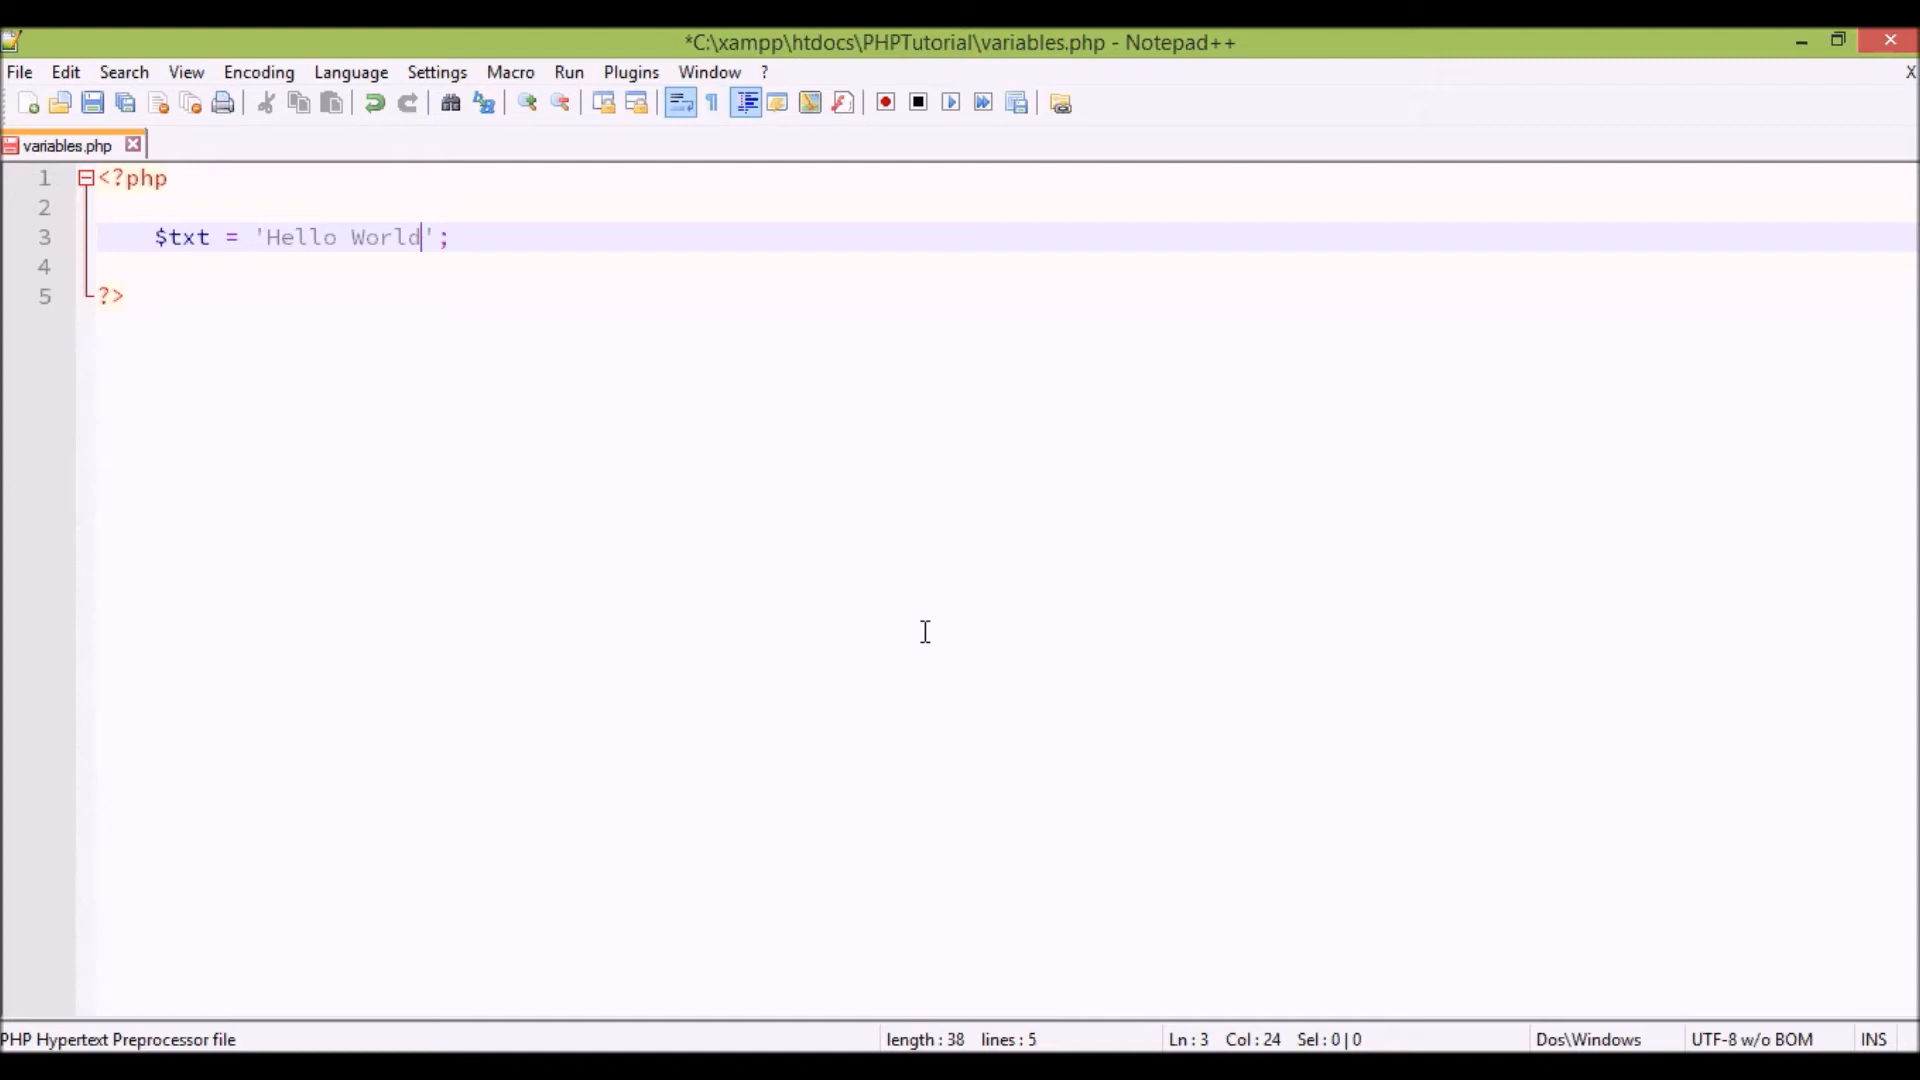 *C:\xampp\htdocs\PHPTutorial\variables.php - Notepad++
File Edit Search View Encoding Language Settings Macro Run Plugins Window ? X
variables.php
1 <?php
2
3 $txt = 'Hello World';
4
5 ?>
PHP Hypertext Preprocessor file length : 38 lines : 5 Ln : 3 Col : 24 Sel : 0 | 0 Dos\Windows UTF-8 w/o BOM INS